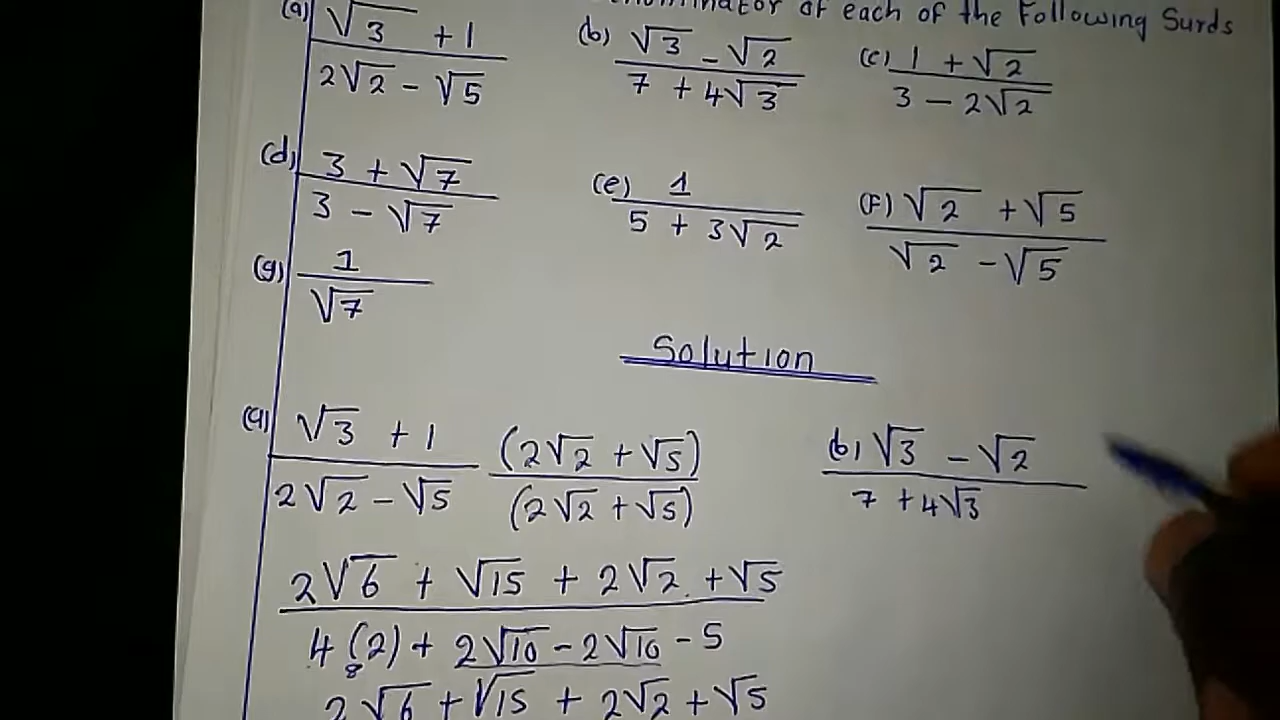 of each of the Following Surds
(a) √3 + 1 / 2√2 - √5 (b) √3 - √2 / 7 + 4√3 (c) 1 + √2 / 3 - 2√2
(d) 3 + √7 / 3 - √7 (e) 1 / 5 + 3√2 (F) √2 + √5 / √2 - √5
(g) 1 / √7
Solution
(a) √3 + 1 / 2√2 - √5 (2√2 + √5) / (2√2 + √5) (b) √3 - √2 / 7 + 4√3
2√6 + √15 + 2√2 + √5
4(2) + 2√10 - 2√10 - 5
8
2√6 + √15 + 2√2 + √5